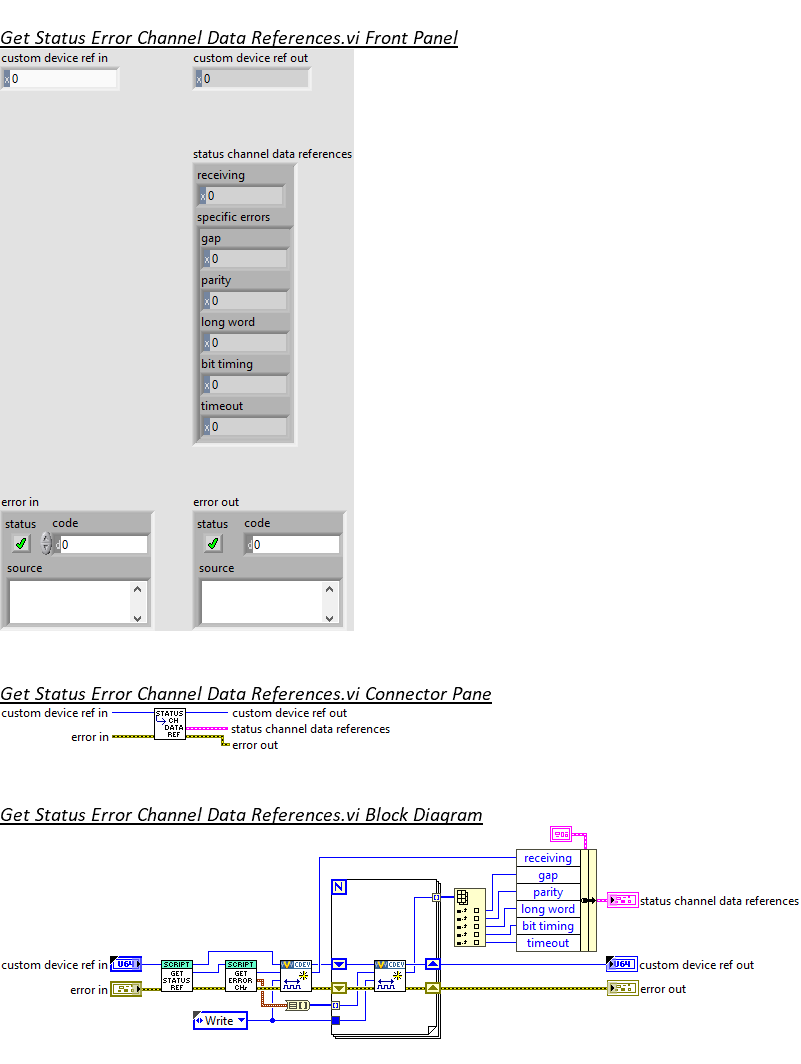 Get Status Error Channel Data References.vi Front Panel
custom device ref in
custom device ref out
x 0
x 0
status channel data references
receiving
x 0
specific errors
gap
x 0
parity
x 0
long word
x 0
bit timing
x 0
timeout
x 0
error in
error out
status code
status code
d 0
d 0
source
source
Get Status Error Channel Data References.vi Connector Pane
custom device ref in
STATUS
CH
DATA
REF
custom device ref out
status channel data references
error in
error out
Get Status Error Channel Data References.vi Block Diagram
receiving
gap
parity
long word
bit timing
timeout
status channel data references
N
custom device ref in
U64
SCRIPT
GET
STATUS
REF
SCRIPT
GET
ERROR
CHz
CDEV
CDEV
U64
custom device ref out
error in
error out
Write